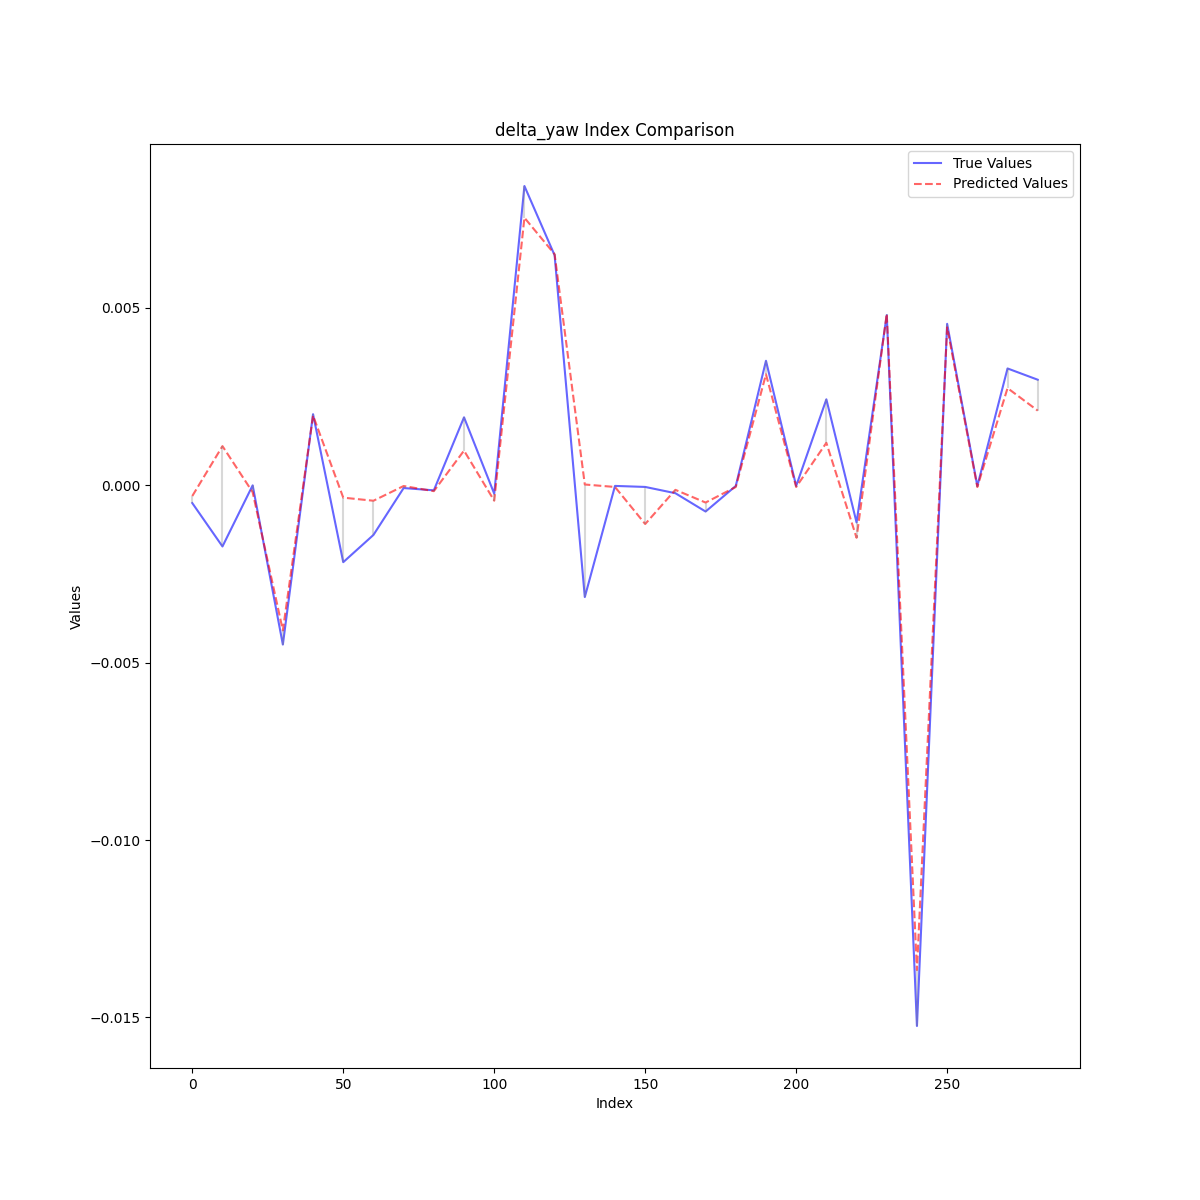 delta_yaw Index Comparison
True Values
Predicted Values
0.005
0.000
−0.005
−0.010
−0.015
Values
0 50 100 150 200 250
Index